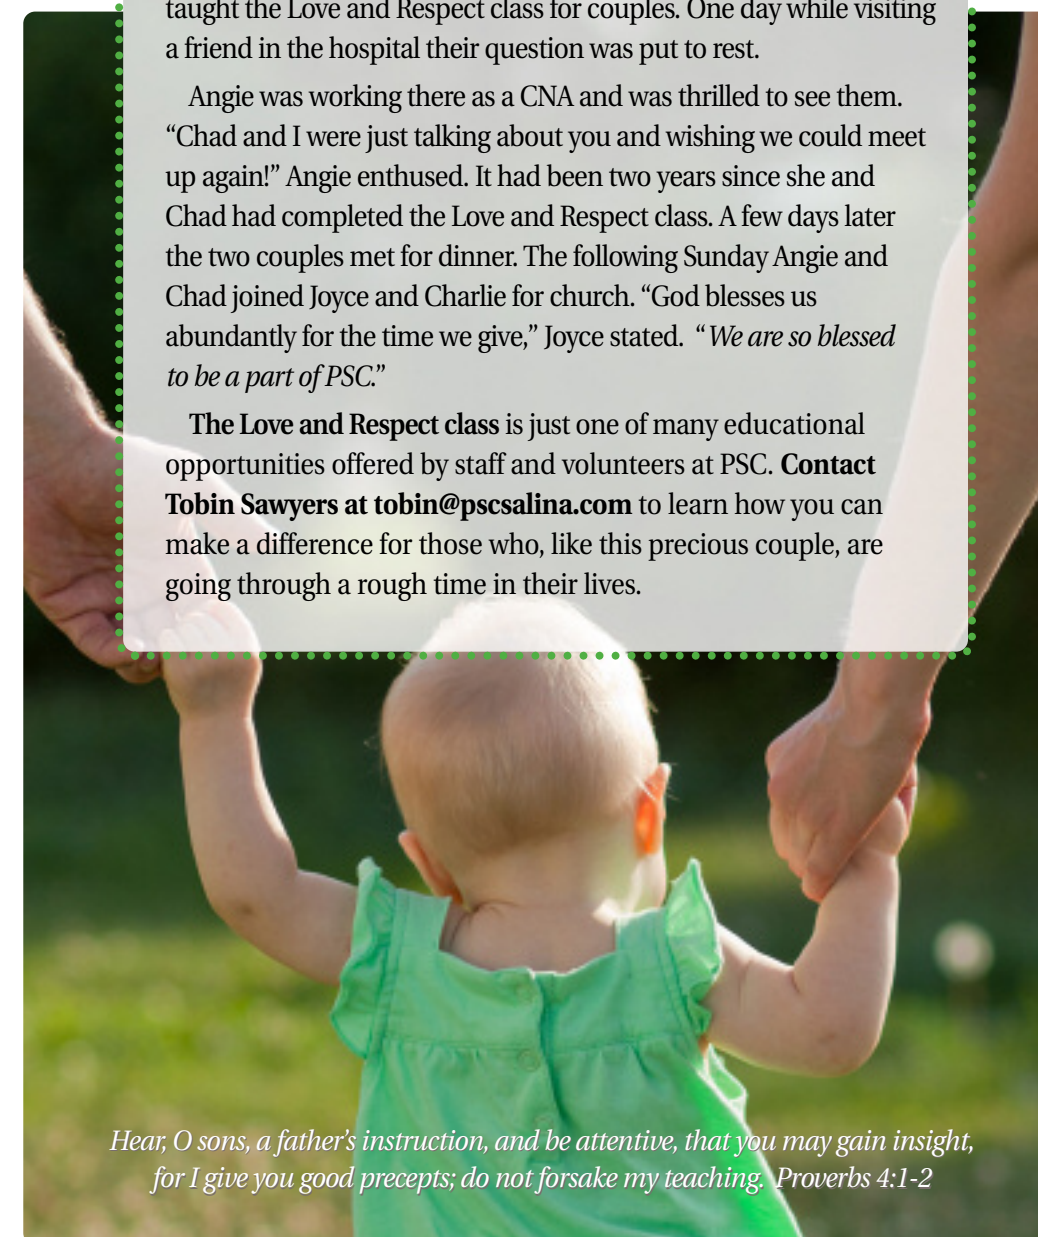 taught the Love and Respect class for couples. One day while visiting
a friend in the hospital their question was put to rest.
Angie was working there as a CNA and was thrilled to see them.
“Chad and I were just talking about you and wishing we could meet
up again!” Angie enthused. It had been two years since she and
Chad had completed the Love and Respect class. A few days later
the two couples met for dinner. The following Sunday Angie and
Chad joined Joyce and Charlie for church. “God blesses us
abundantly for the time we give,” Joyce stated. “We are so blessed
to be a part of PSC.”
The Love and Respect class is just one of many educational
opportunities offered by staff and volunteers at PSC. Contact
Tobin Sawyers at tobin@pscsalina.com to learn how you can
make a difference for those who, like this precious couple, are
going through a rough time in their lives.
Hear, O sons, a father’s instruction, and be attentive, that you may gain insight,
for I give you good precepts; do not forsake my teaching. Proverbs 4:1-2